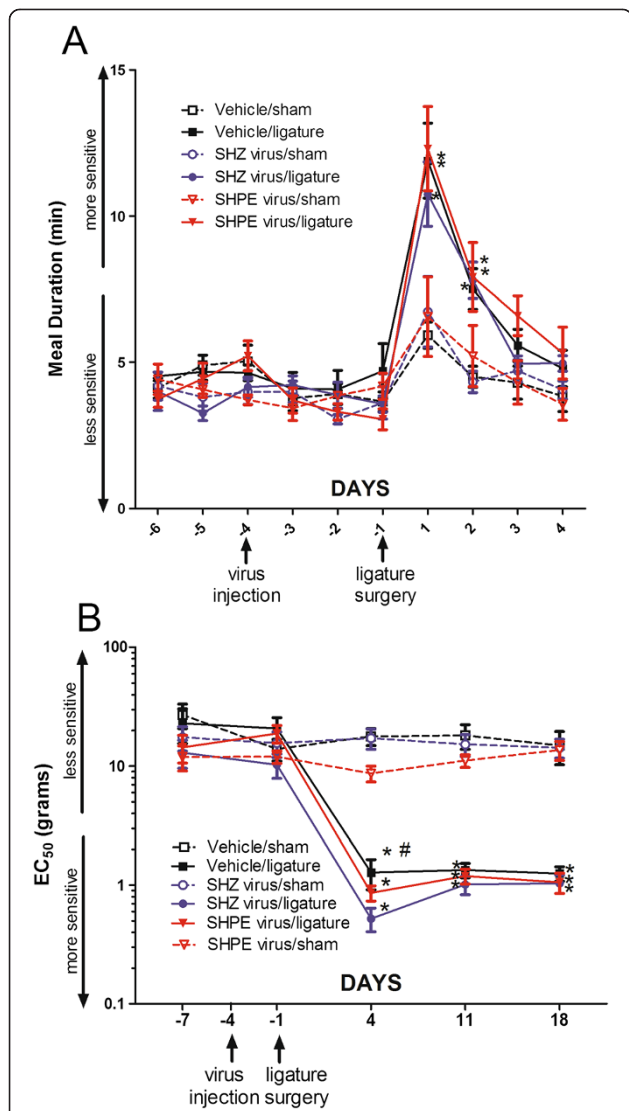 A
more sensitive
less sensitive
Meal Duration (min)
15
10
5
0
Vehicle/sham
Vehicle/ligature
SHZ virus/sham
SHZ virus/ligature
SHPE virus/sham
SHPE virus/ligature
* *
*
* *
*
DAYS
-6 -5 -4 -3 -2 -1 1 2 3 4
virus
injection
ligature
surgery
B
less sensitive
more sensitive
EC50 (grams)
100
10
1
0.1
Vehicle/sham
Vehicle/ligature
SHZ virus/sham
SHZ virus/ligature
SHPE virus/ligature
SHPE virus/sham
* #
*
*
* * *
* * *
DAYS
-7 -4 -1 4 11 18
virus ligature
injection surgery